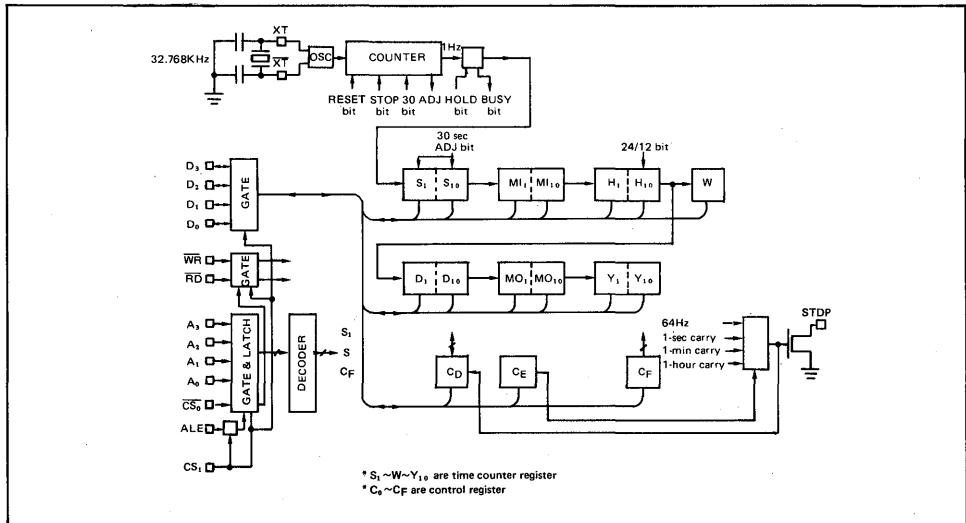 XT
32.768KHz
XT
OSC
COUNTER
1Hz
RESET bit
STOP bit
30 ADJ bit
HOLD bit
BUSY bit
30 sec ADJ bit
24/12 bit
S₁ S₁₀
MI₁ MI₁₀
H₁ H₁₀
W
D₃
D₂
D₁
D₀
GATE
WR
RD
GATE
D₁ D₁₀
MO₁ MO₁₀
Y₁ Y₁₀
A₃
A₂
A₁
A₀
CS₀
ALE
CS₁
GATE & LATCH
DECODER
S₁
S
CF
CD
CE
CF
64Hz
1-sec carry
1-min carry
1-hour carry
STDP
* S₁~W~Y₁₀ are time counter register
* C₀~CF are control register